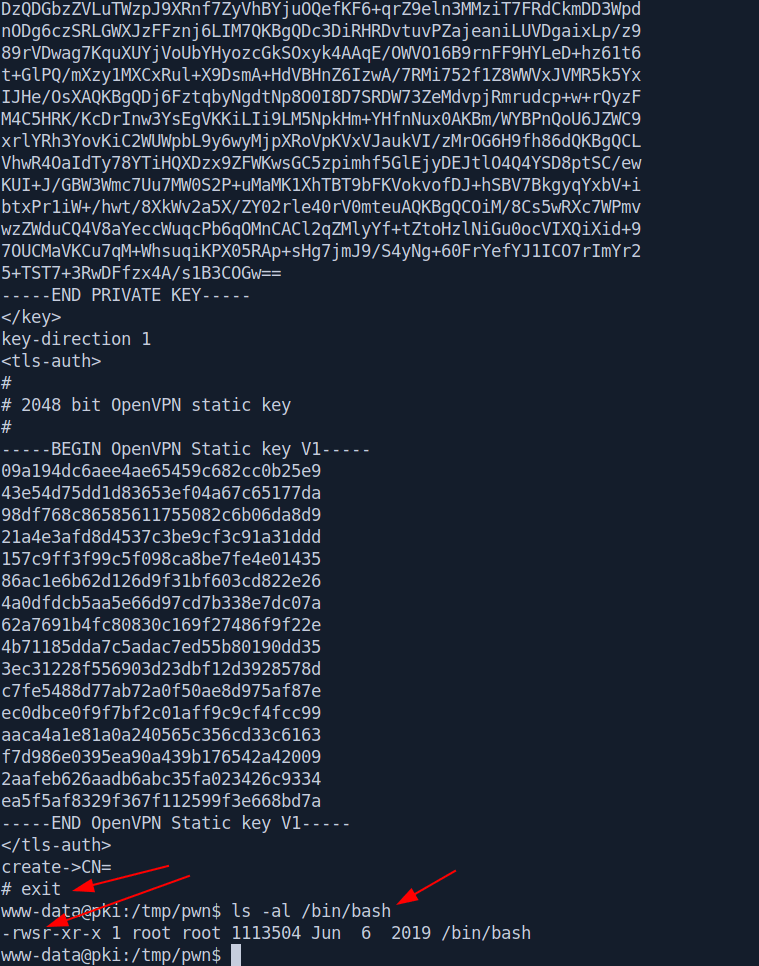 DzQDGbzZVLuTWzpJ9XRnf7ZyVhBYjuOQefKF6+qrZ9eln3MMziT7FRdCkmDD3Wpd
nODg6czSRLGWXJzFFznj6LIM7QKBgQDc3DiRHRDvtuvPZajeaniLUVDgaixLp/z9
89rVDwag7KquXUYjVoUbYHyozcGkSOxyk4AAqE/OWVO16B9rnFF9HYLeD+hz61t6
t+GlPQ/mXzy1MXCxRul+X9DsmA+HdVBHnZ6IzwA/7RMi752f1Z8WWVxJVMR5k5Yx
IJHe/OsXAQKBgQDj6FztqbyNgdtNp8O0I8D7SRDW73ZeMdvpjRmrudcp+w+rQyzF
M4C5HRK/KcDrInw3YsEgVKKiLIi9LM5NpkHm+YHfnNux0AKBm/WYBPnQoU6JZWC9
xrlYRh3YovKiC2WUWpbL9y6wyMjpXRoVpKVxVJaukVI/zMrOG6H9fh86dQKBgQCL
VhwR4OaIdTy78YTiHQXDzx9ZFWKwsGC5zpimhf5GlEjyDEJtlO4Q4YSD8ptSC/ew
KUI+J/GBW3Wmc7Uu7MW0S2P+uMaMK1XhTBT9bFKVokvofDJ+hSBV7BkgyqYxbV+i
btxPr1iW+/hwt/8XkWv2a5X/ZY02rle40rV0mteuAQKBgQCOiM/8Cs5wRXc7WPmv
wzZWduCQ4V8aYeccWuqcPb6qOMnCACl2qZMlyYf+tZtoHzlNiGu0ocVIXQiXid+9
7OUCMaVKCu7qM+WhsuqiKPX05RAp+sHg7jmJ9/S4yNg+60FrYefYJ1ICO7rImYr2
5+TST7+3RwDFfzx4A/s1B3COGw==
-----END PRIVATE KEY-----
</key>
key-direction 1
<tls-auth>
#
# 2048 bit OpenVPN static key
#
-----BEGIN OpenVPN Static key V1-----
09a194dc6aee4ae65459c682cc0b25e9
43e54d75dd1d83653ef04a67c65177da
98df768c86585611755082c6b06da8d9
21a4e3afd8d4537c3be9cf3c91a31ddd
157c9ff3f99c5f098ca8be7fe4e01435
86ac1e6b62d126d9f31bf603cd822e26
4a0dfdcb5aa5e66d97cd7b338e7dc07a
62a7691b4fc80830c169f27486f9f22e
4b71185dda7c5adac7ed55b80190dd35
3ec31228f556903d23dbf12d3928578d
c7fe5488d77ab72a0f50ae8d975af87e
ec0dbce0f9f7bf2c01aff9c9cf4fcc99
aaca4a1e81a0a240565c356cd33c6163
f7d986e0395ea90a439b176542a42009
2aafeb626aadb6abc35fa023426c9334
ea5f5af8329f367f112599f3e668bd7a
-----END OpenVPN Static key V1-----
</tls-auth>
create->CN=
# exit
www-data@pki:/tmp/pwn$ ls -al /bin/bash
-rwsr-xr-x 1 root root 1113504 Jun  6  2019 /bin/bash
www-data@pki:/tmp/pwn$